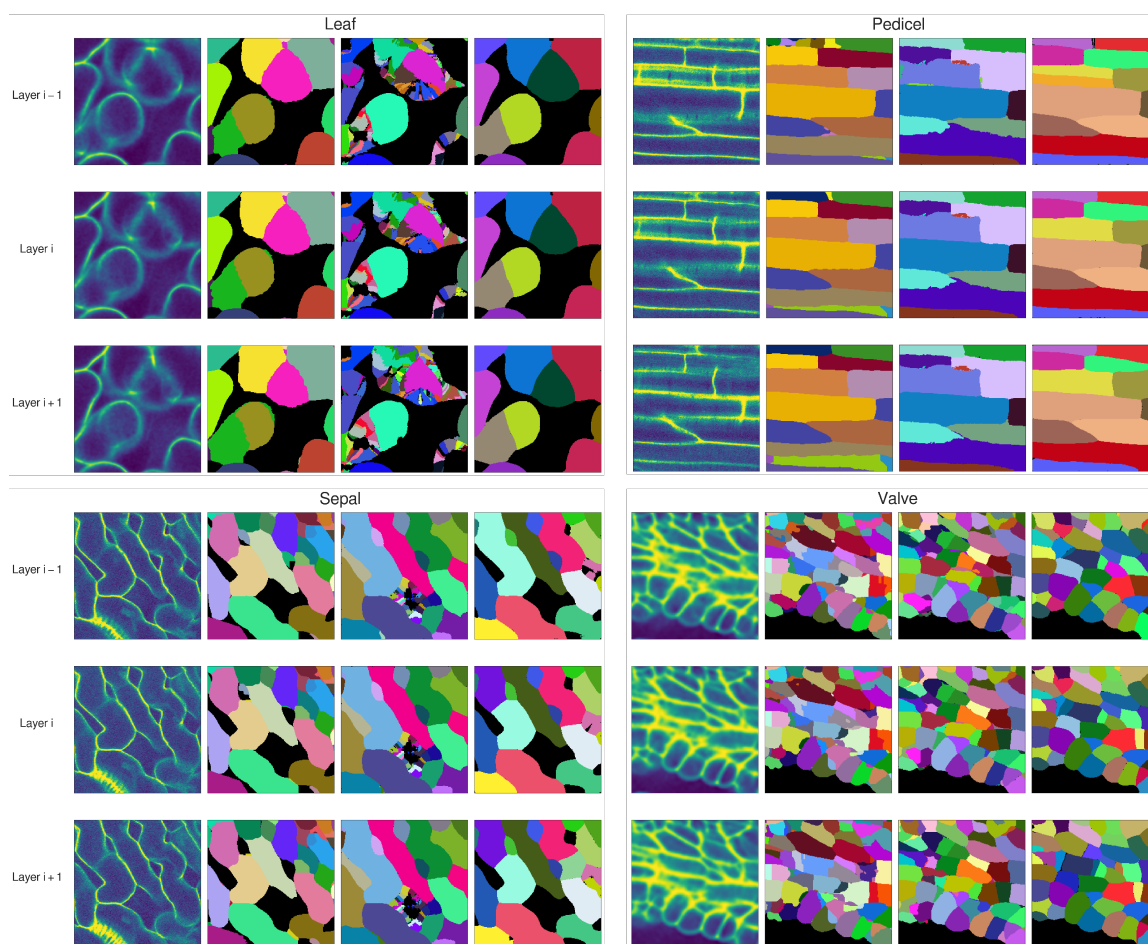 Leaf
Layer i − 1
Layer i
Layer i + 1
Pedicel
Sepal
Layer i − 1
Layer i
Layer i + 1
Valve